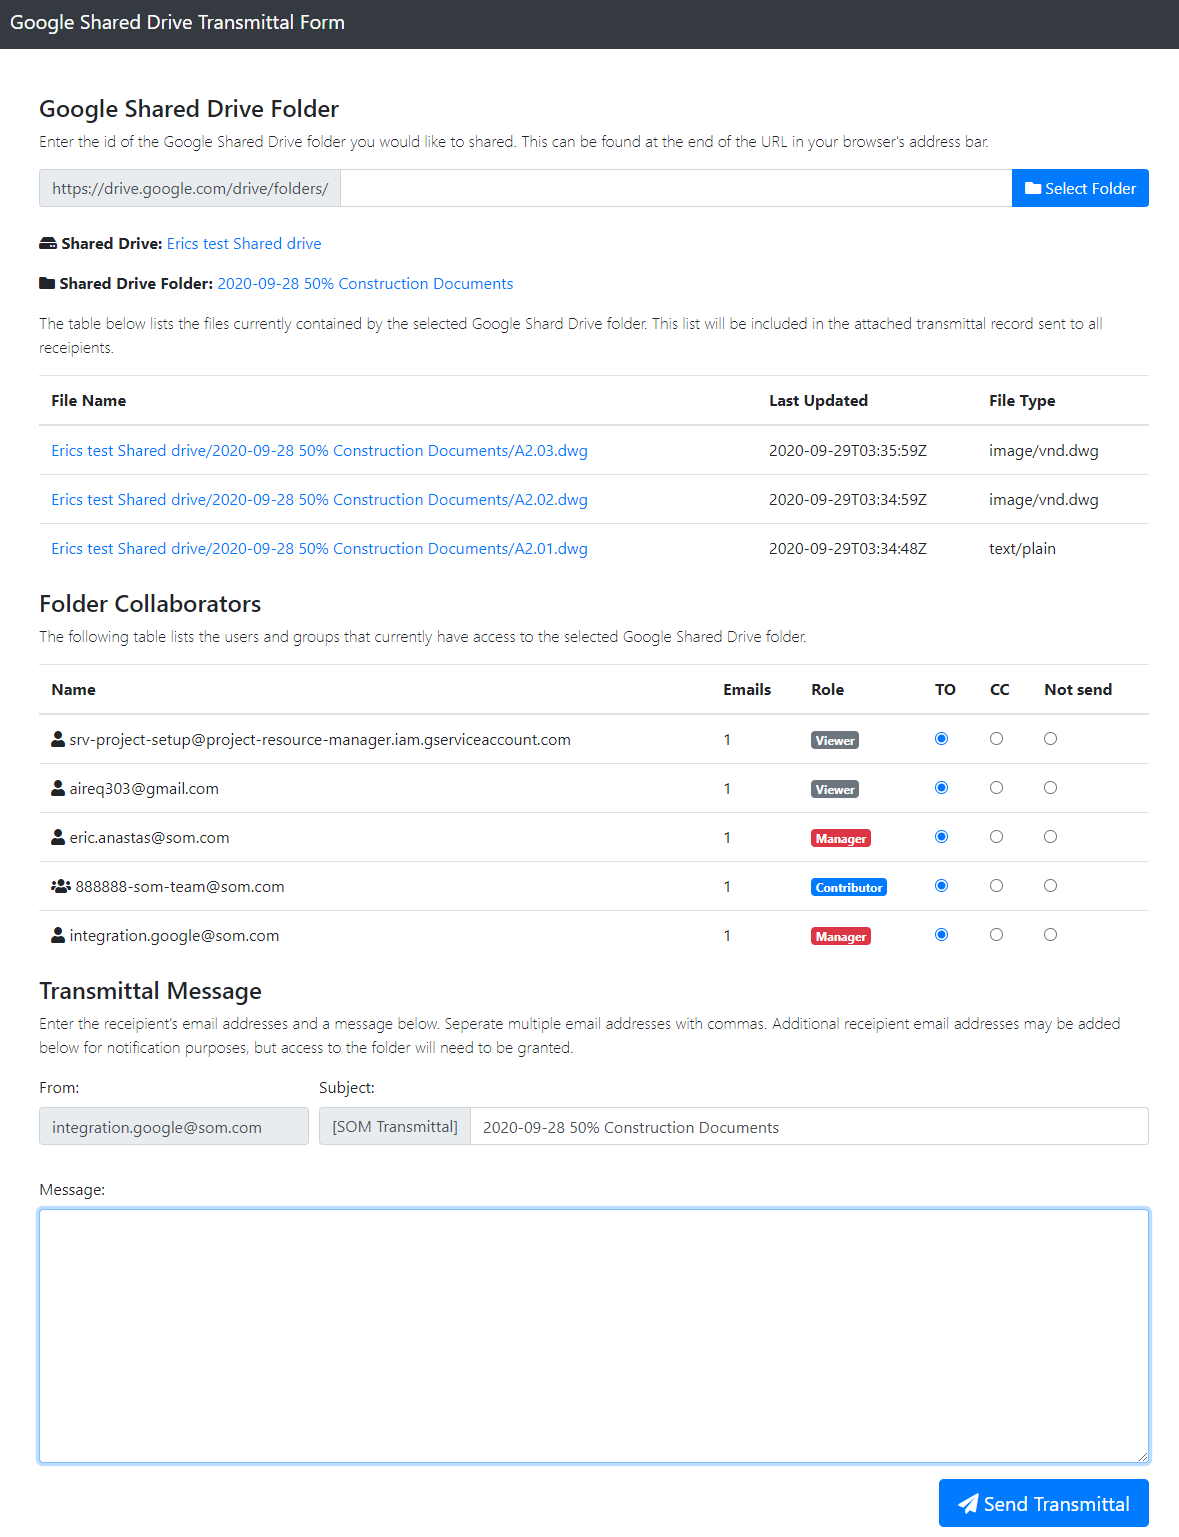 Google Shared Drive Transmittal Form
Google Shared Drive Folder
Enter the id of the Google Shared Drive folder you would like to shared. This can be found at the end of the URL in your browser's address bar.
https://drive.google.com/drive/folders/ Select Folder
Shared Drive: Erics test Shared drive
Shared Drive Folder: 2020-09-28 50% Construction Documents
The table below lists the files currently contained by the selected Google Shard Drive folder. This list will be included in the attached transmittal record sent to all
receipients.
File Name Last Updated File Type
Erics test Shared drive/2020-09-28 50% Construction Documents/A2.03.dwg 2020-09-29T03:35:59Z image/vnd.dwg
Erics test Shared drive/2020-09-28 50% Construction Documents/A2.02.dwg 2020-09-29T03:34:59Z image/vnd.dwg
Erics test Shared drive/2020-09-28 50% Construction Documents/A2.01.dwg 2020-09-29T03:34:48Z text/plain
Folder Collaborators
The following table lists the users and groups that currently have access to the selected Google Shared Drive folder.
Name Emails Role TO CC Not send
srv-project-setup@project-resource-manager.iam.gserviceaccount.com 1 Viewer
aireq303@gmail.com 1 Viewer
eric.anastas@som.com 1 Manager
888888-som-team@som.com 1 Contributor
integration.google@som.com 1 Manager
Transmittal Message
Enter the receipient's email addresses and a message below. Seperate multiple email addresses with commas. Additional receipient email addresses may be added
below for notification purposes, but access to the folder will need to be granted.
From: Subject:
integration.google@som.com [SOM Transmittal] 2020-09-28 50% Construction Documents
Message:
Send Transmittal